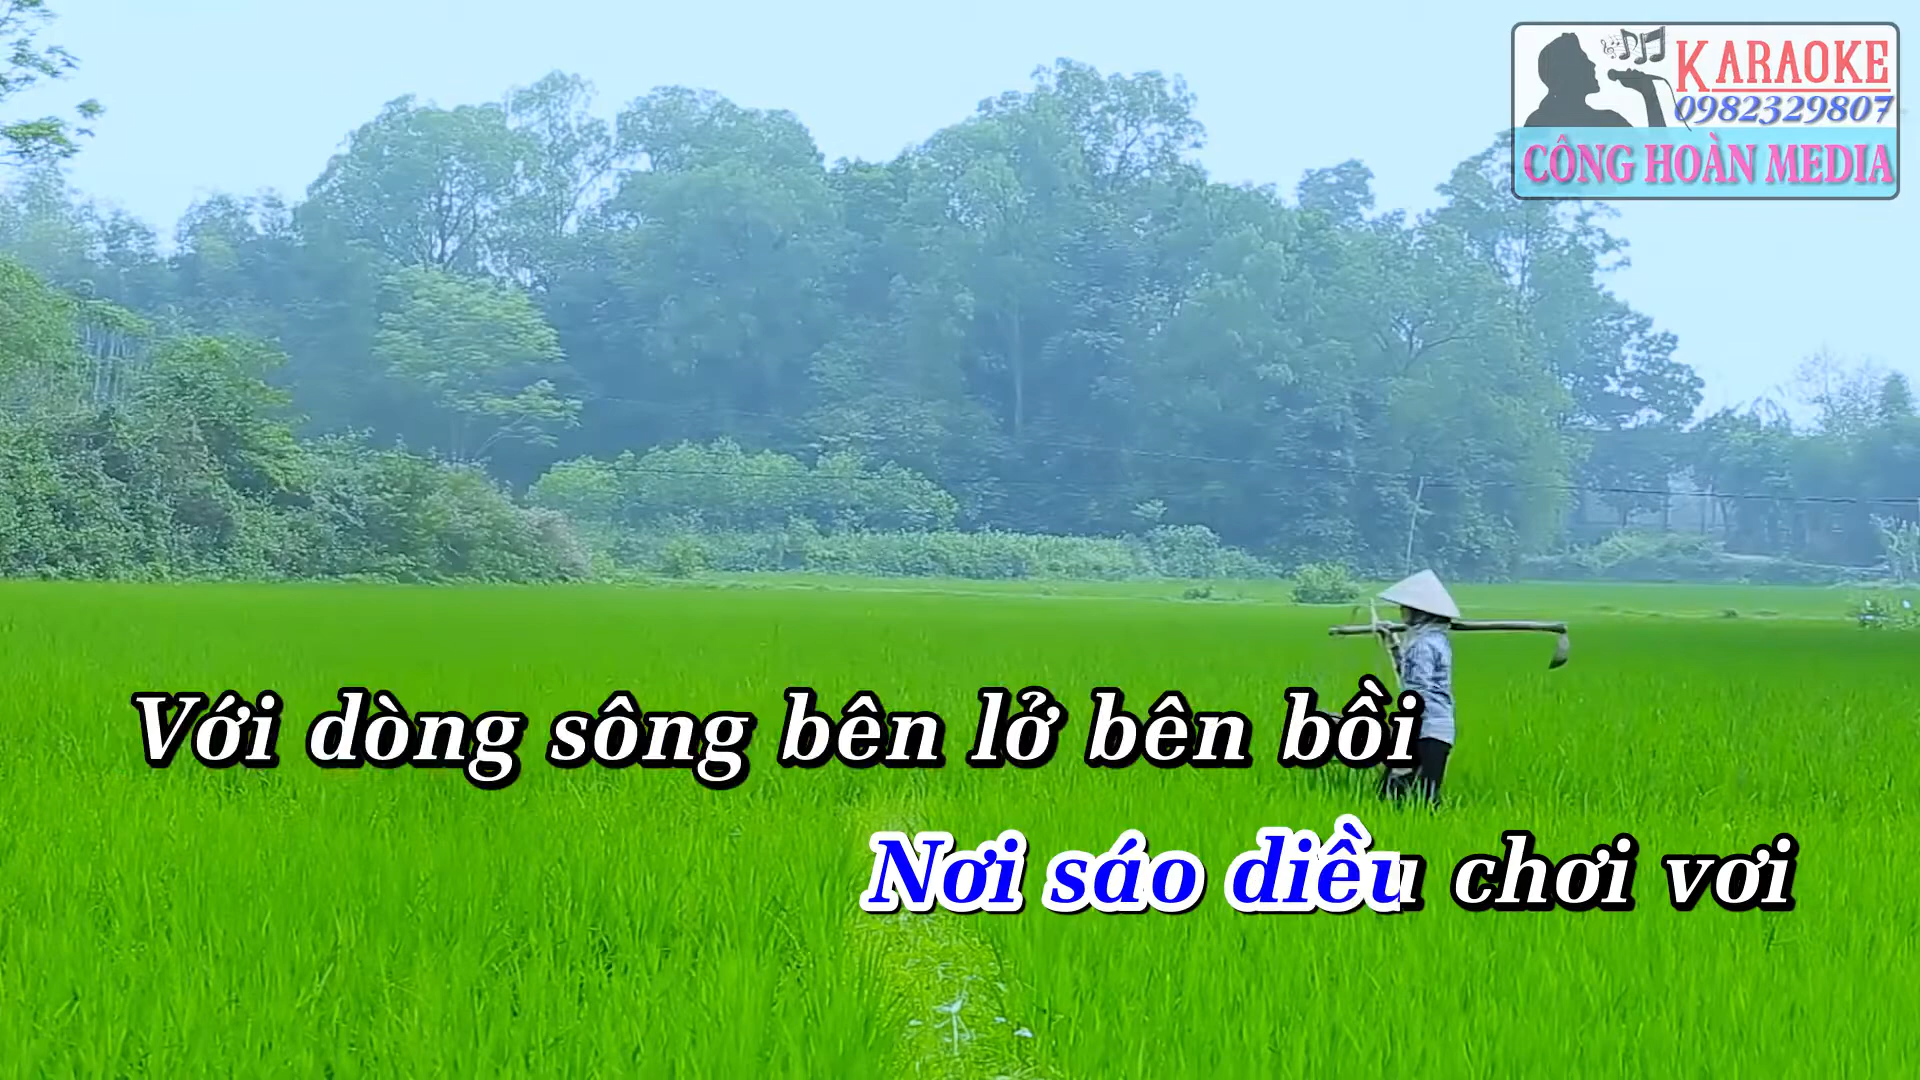 KARAOKE
0982329807
CÔNG HOÀN MEDIA
Với dòng sông bên lở bên bồi
Nơi sáo diều chơi vơi